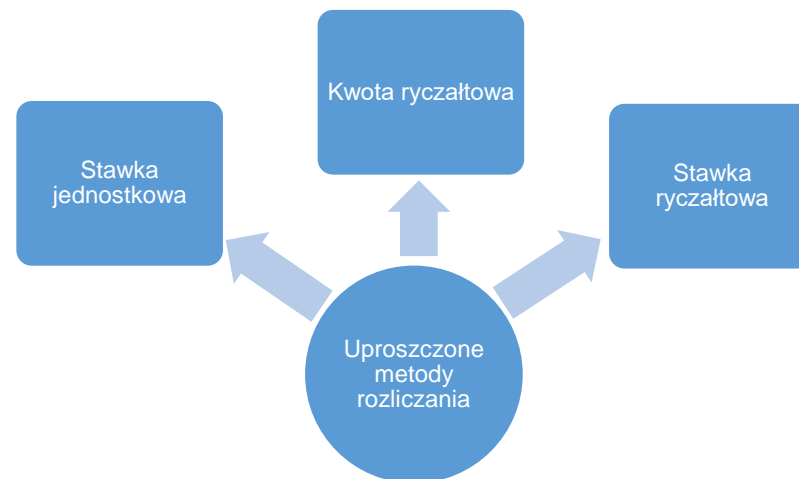 Kwota ryczałtowa
Stawka
jednostkowa
Stawka
ryczałtowa
Uproszczone
metody
rozliczania